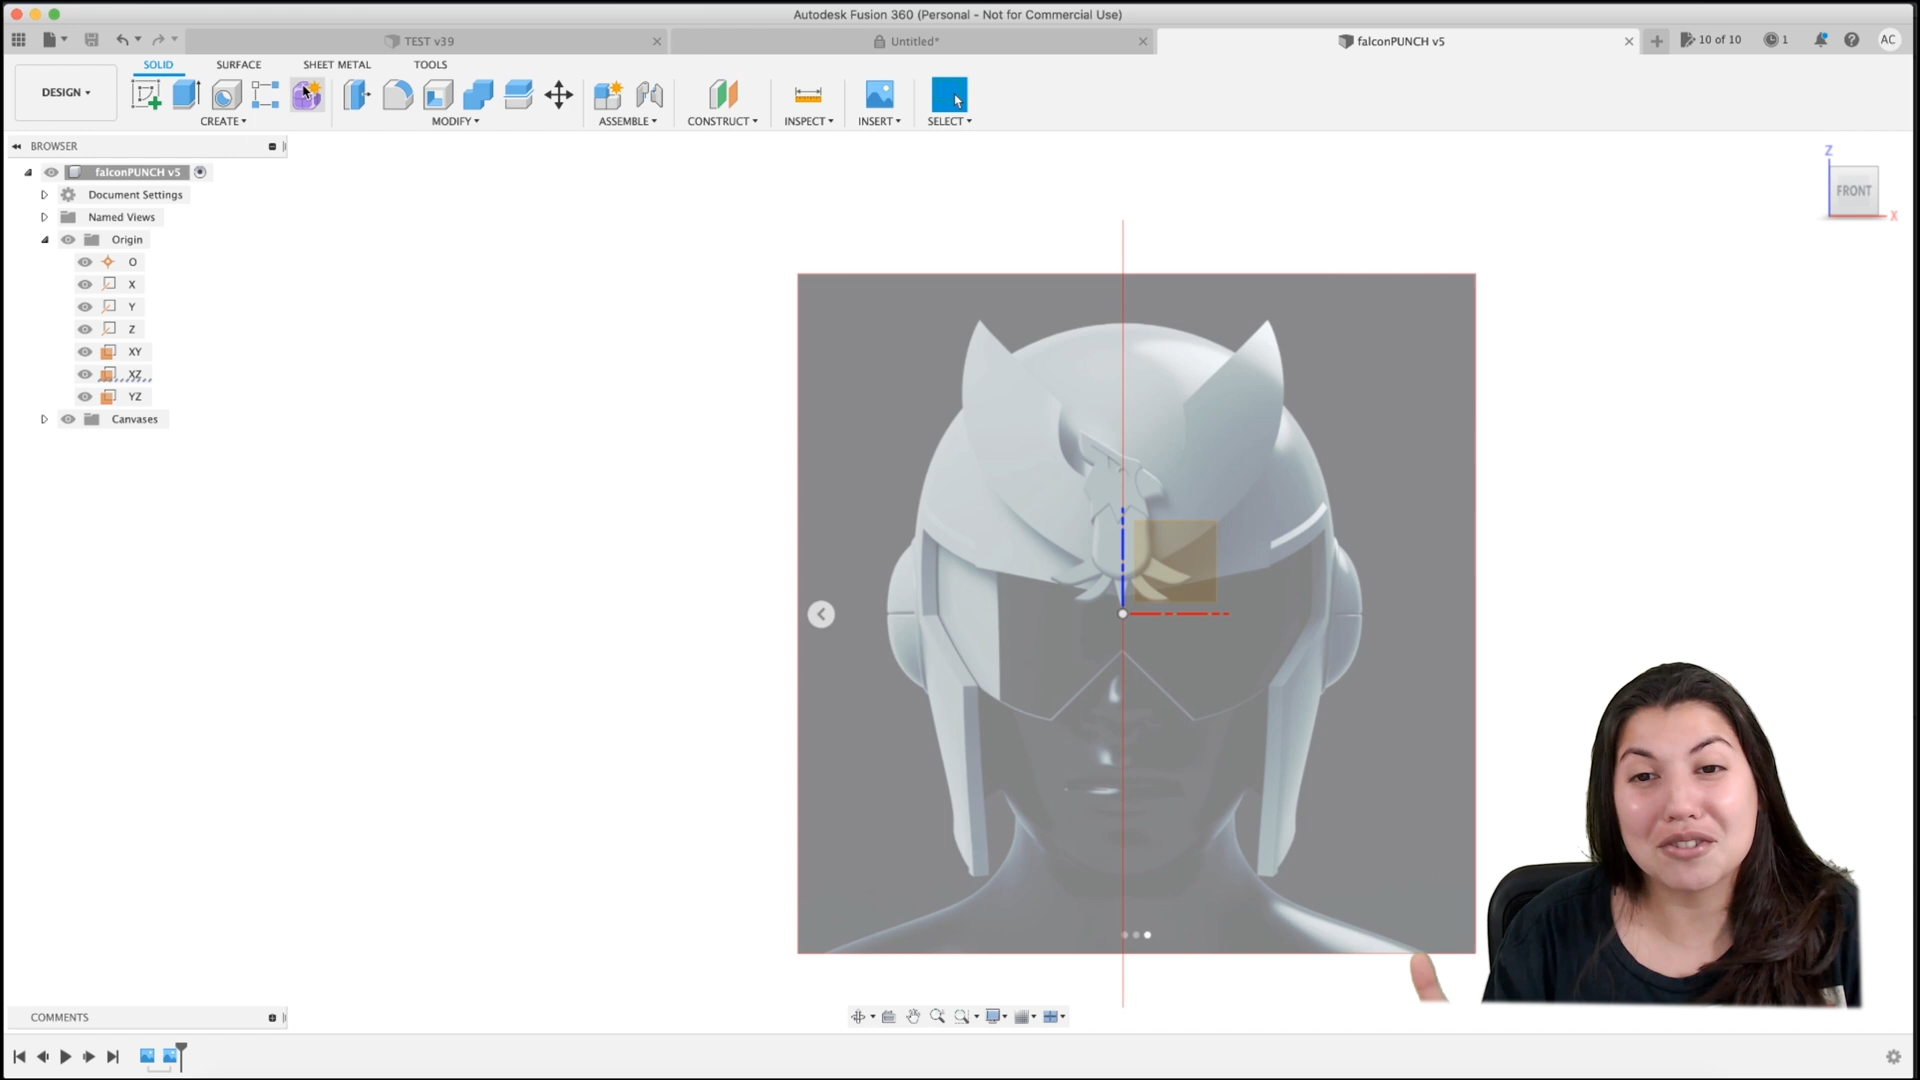 Autodesk Fusion 360 (Personal - Not for Commercial Use)
TEST v39
Untitled*
falconPUNCH v5
10 of 10
1
AC
DESIGN
SOLID
SURFACE
SHEET METAL
TOOLS
CREATE
MODIFY
ASSEMBLE
CONSTRUCT
INSPECT
INSERT
SELECT
BROWSER
falconPUNCH v5
Document Settings
Named Views
Origin
O
X
Y
Z
XY
XZ
YZ
Canvases
Z
FRONT
X
COMMENTS